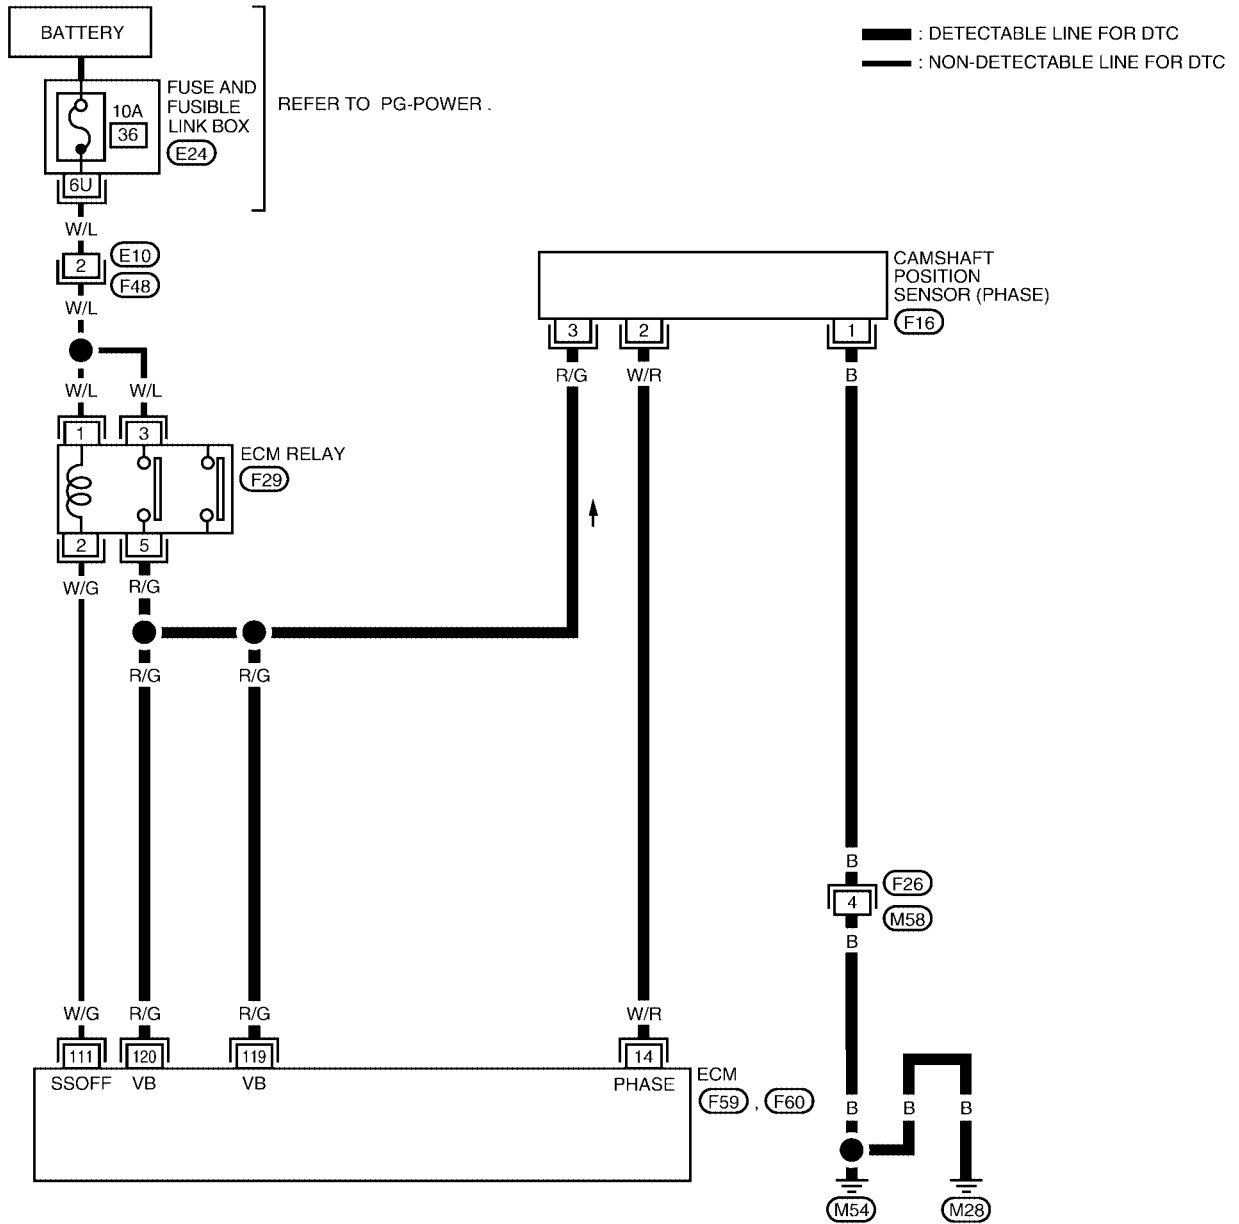 BATTERY
: DETECTABLE LINE FOR DTC
: NON-DETECTABLE LINE FOR DTC
FUSE AND
FUSIBLE
LINK BOX
E24
10A
36
REFER TO PG-POWER .
6U
W/L
2
E10
F48
W/L
CAMSHAFT
POSITION
SENSOR (PHASE)
F16
3
2
1
R/G
W/R
B
W/L
W/L
1
3
ECM RELAY
F29
2
5
W/G
R/G
R/G
R/G
B
F26
4
M58
B
W/G
R/G
R/G
W/R
111
120
119
14
SSOFF
VB
VB
PHASE
ECM
F59 , F60
B
B
B
M54
M28